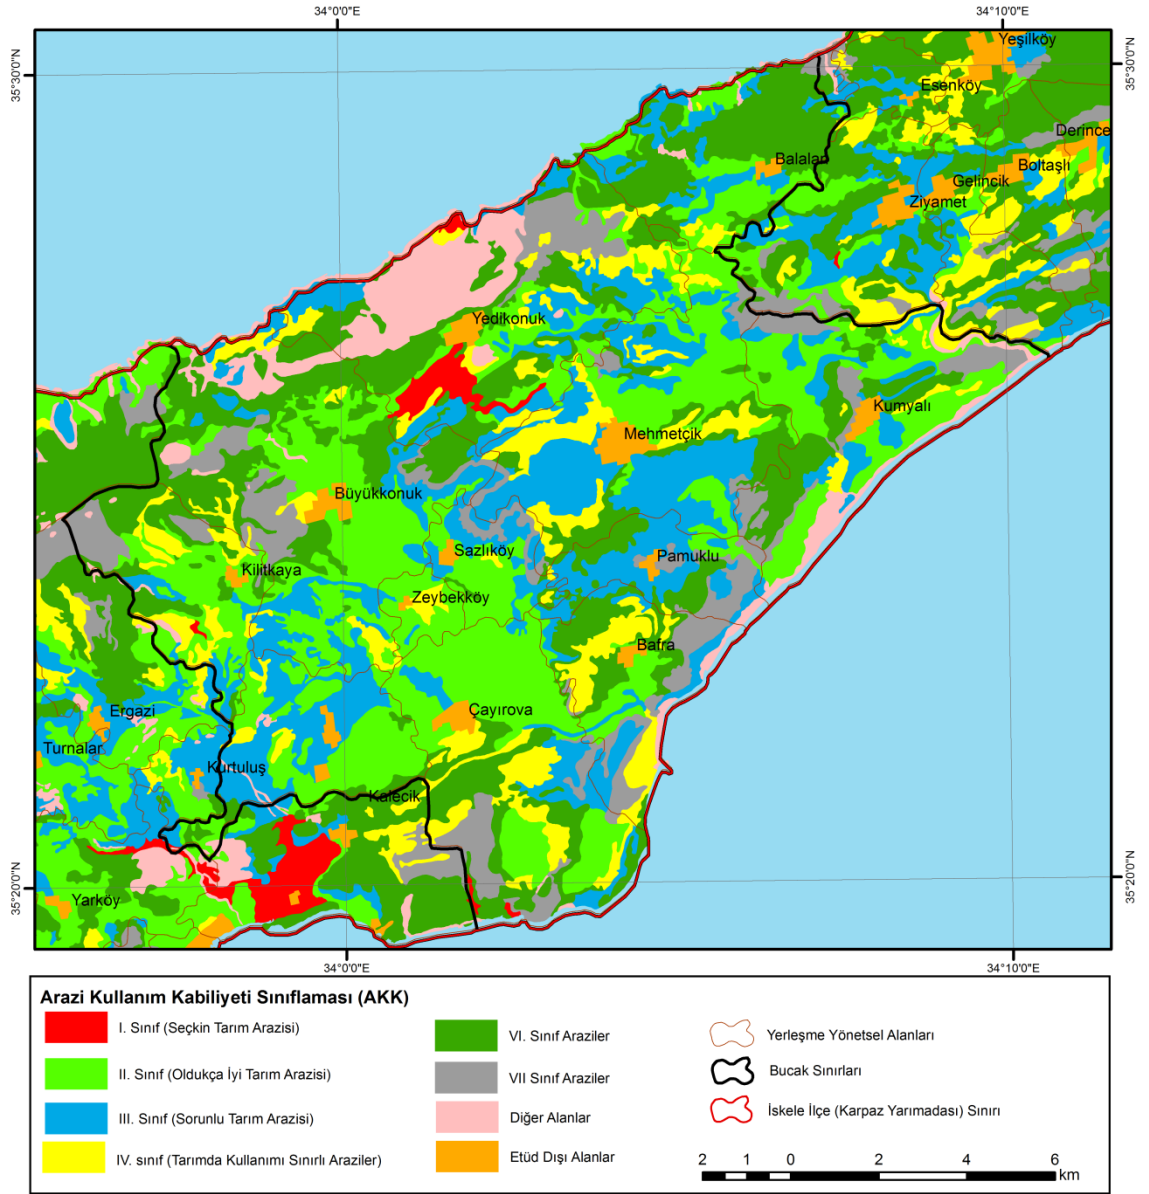 34°0'0"E
34°10'0"E
35°30'0"N
35°30'0"N
Yeşilköy
Esenköy
Derince
Balalan
Boltaşlı
Gelincik
Ziyamet
Yedikonuk
Kumyalı
Mehmetçik
Büyükkonuk
Sazlıköy
Pamuklu
Kilitkaya
Zeybekköy
Bafra
Ergazi
Çayırova
Turnalar
Kurtuluş
Kalecik
35°20'0"N
35°20'0"N
Yarköy
34°0'0"E
34°10'0"E
Arazi Kullanım Kabiliyeti Sınıflaması (AKK)
I. Sınıf (Seçkin Tarım Arazisi)
II. Sınıf (Oldukça İyi Tarım Arazisi)
III. Sınıf (Sorunlu Tarım Arazisi)
IV. sınıf (Tarımda Kullanımı Sınırlı Araziler)
VI. Sınıf Araziler
VII Sınıf Araziler
Diğer Alanlar
Etüd Dışı Alanlar
Yerleşme Yönetsel Alanları
Bucak Sınırları
İskele İlçe (Karpaz Yarımadası) Sınırı
2 1 0 2 4 6
km